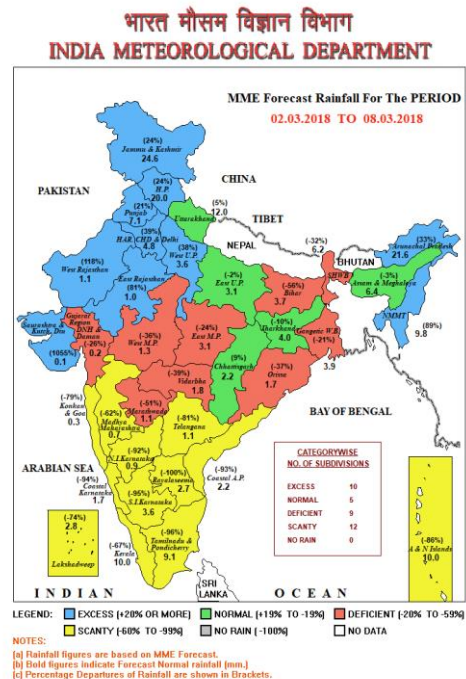 भारत मौसम विज्ञान विभाग
INDIA METEOROLOGICAL DEPARTMENT
MME Forecast Rainfall For The PERIOD
02.03.2018 TO 08.03.2018
(24%)
Jammu & Kashmir
24.6
(24%)
H.P.
20.0
PAKISTAN
CHINA
(21%)
Punjab
7.1
(5%)
12.0
Uttarakhand
TIBET
(39%)
HAR. CHD & Delhi
4.8
(38%)
West U.P.
3.6
NEPAL
(-32%)
6.2
BHUTAN
(33%)
Arunachal Pradesh
21.6
(118%)
West Rajasthan
1.1
(81%)
East Rajasthan
1.0
(-2%)
East U.P.
3.1
(-56%)
Bihar
3.7
SHWB
(-3%)
Assam & Meghalaya
6.4
NMMT
(89%)
9.8
Saurashtra &
Kutch, Diu
(1055%)
0.1
Gujarat
Region
DNH &
Daman
(-26%)
0.2
(-36%)
West M.P.
1.3
(-24%)
East M.P.
3.1
(-10%)
Jharkhand
4.0
Gangetic W.B.
(-21%)
3.9
(9%)
Chhattisgarh
2.2
(-37%)
Orissa
1.7
(-39%)
Vidarbha
1.8
(-79%)
Konkan
& Goa
0.3
(-62%)
Madhya
Maharashtra
(-51%)
Marathwada
1.1
(-81%)
Telangana
1.1
BAY OF BENGAL
ARABIAN SEA
(-92%)
N.I.Karnataka
0.9
(-94%)
Coastal
Karnataka
1.7
(-100%)
Rayalaseema
2.7
(-93%)
Coastal A.P.
2.2
(-95%)
S.I.Karnataka
3.6
(-74%)
2.8
Lakshadweep
(-67%)
Kerala
10.0
(-96%)
Tamilnadu &
Pondicherry
9.1
CATEGORYWISE
NO. OF SUBDIVISIONS
EXCESS 10
NORMAL 5
DEFICIENT 9
SCANTY 12
NO RAIN 0
(-86%)
A & N Islands
10.0
SRI
LANKA
INDIAN OCEAN
LEGEND: EXCESS (+20% OR MORE) NORMAL (+19% TO -19%) DEFICIENT (-20% TO -59%)
SCANTY (-60% TO -99%) NO RAIN (-100%) NO DATA
NOTES:
(a) Rainfall figures are based on MME Forecast.
(b) Bold figures indicate Forecast Normal rainfall (mm.)
(c) Percentage Departures of Rainfall are shown in Brackets.